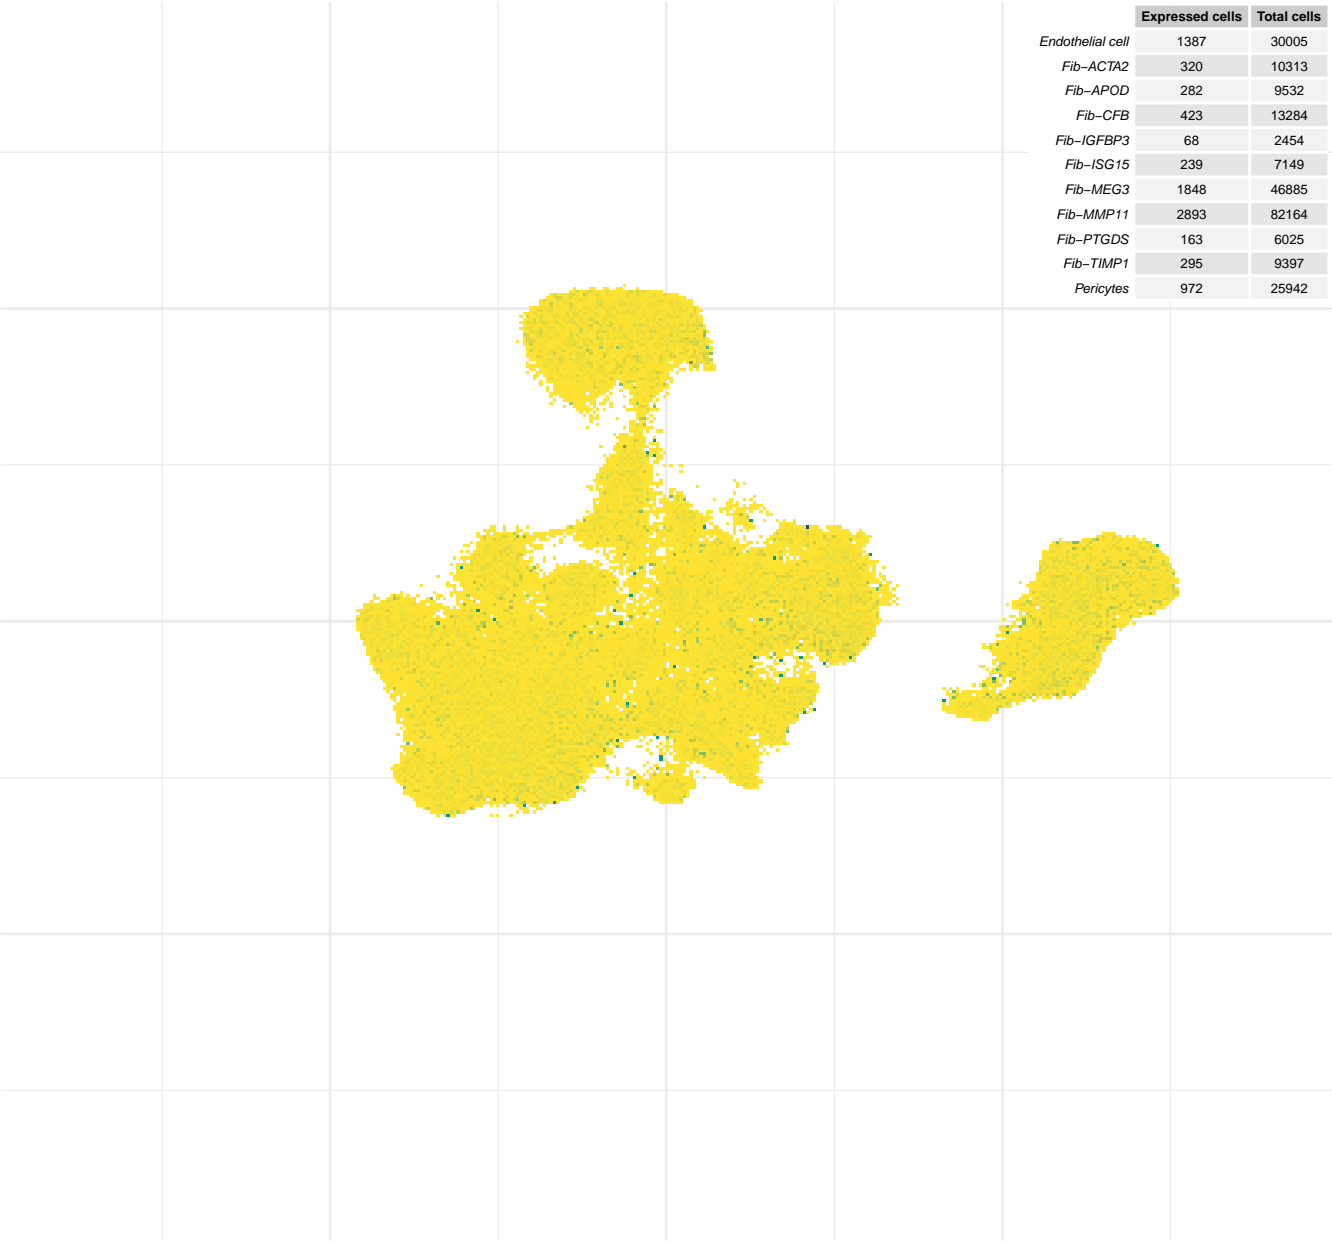 Expressed cells Total cells
Endothelial cell 1387 30005
Fib−ACTA2 320 10313
Fib−APOD 282 9532
Fib−CFB 423 13284
Fib−IGFBP3 68 2454
Fib−ISG15 239 7149
Fib−MEG3 1848 46885
Fib−MMP11 2893 82164
Fib−PTGDS 163 6025
Fib−TIMP1 295 9397
Pericytes 972 25942